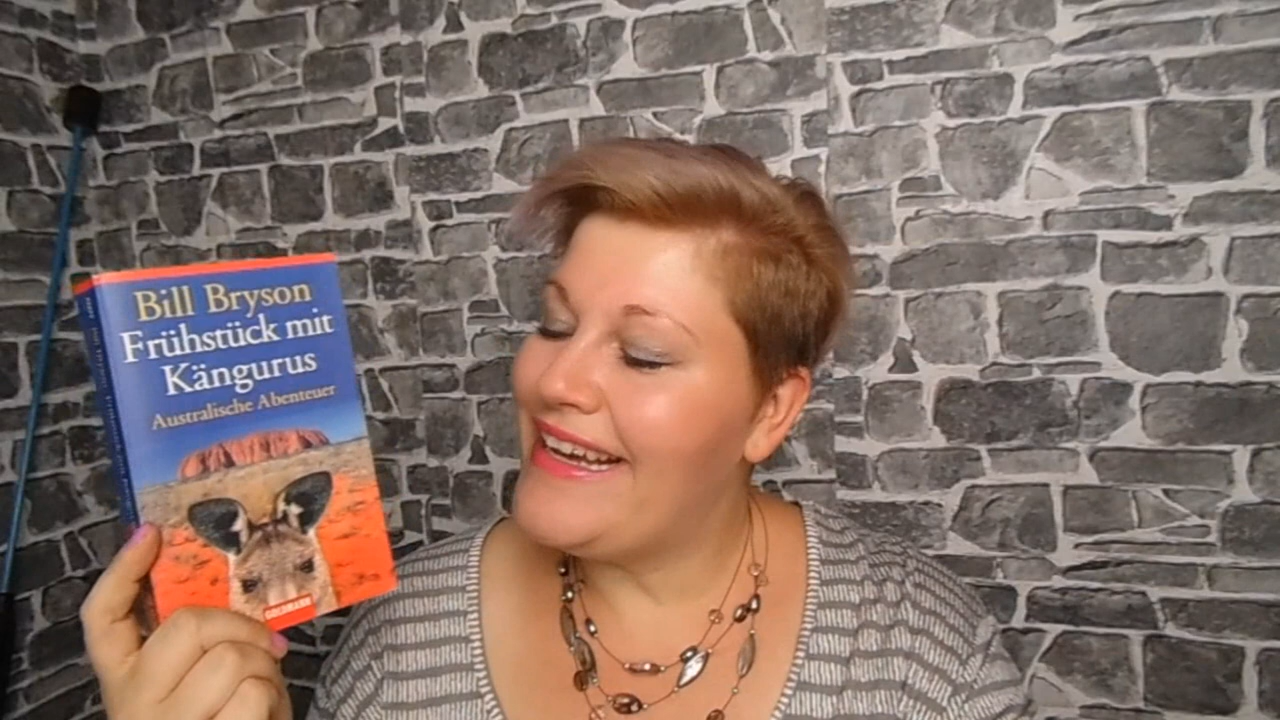 Bill Bryson
Frühstück mit
Kängurus
Australische Abenteuer
GOLDMANN